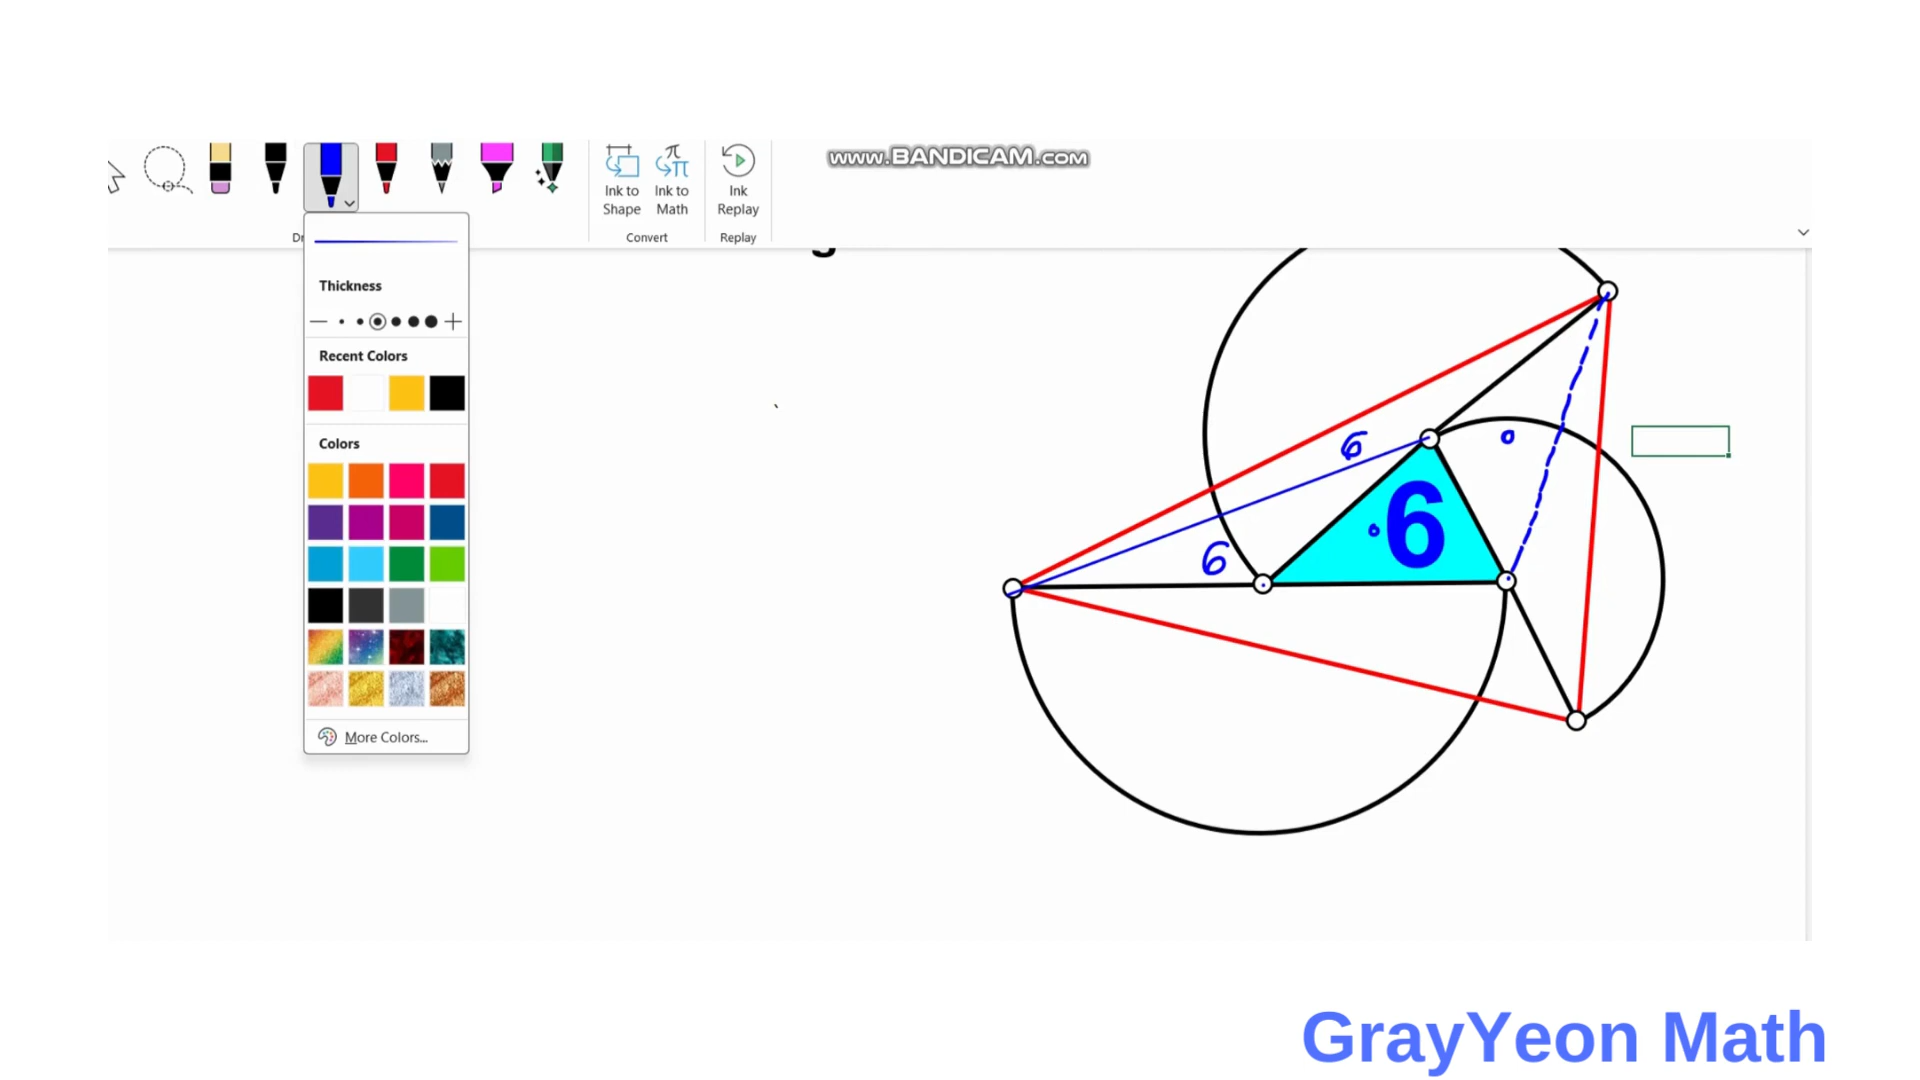 www.BANDICAM.com
Ink to Shape
Ink to Math
Ink Replay
Dr
Convert
Replay
Thickness
Recent Colors
Colors
More Colors...
6
6
6
GrayYeon Math